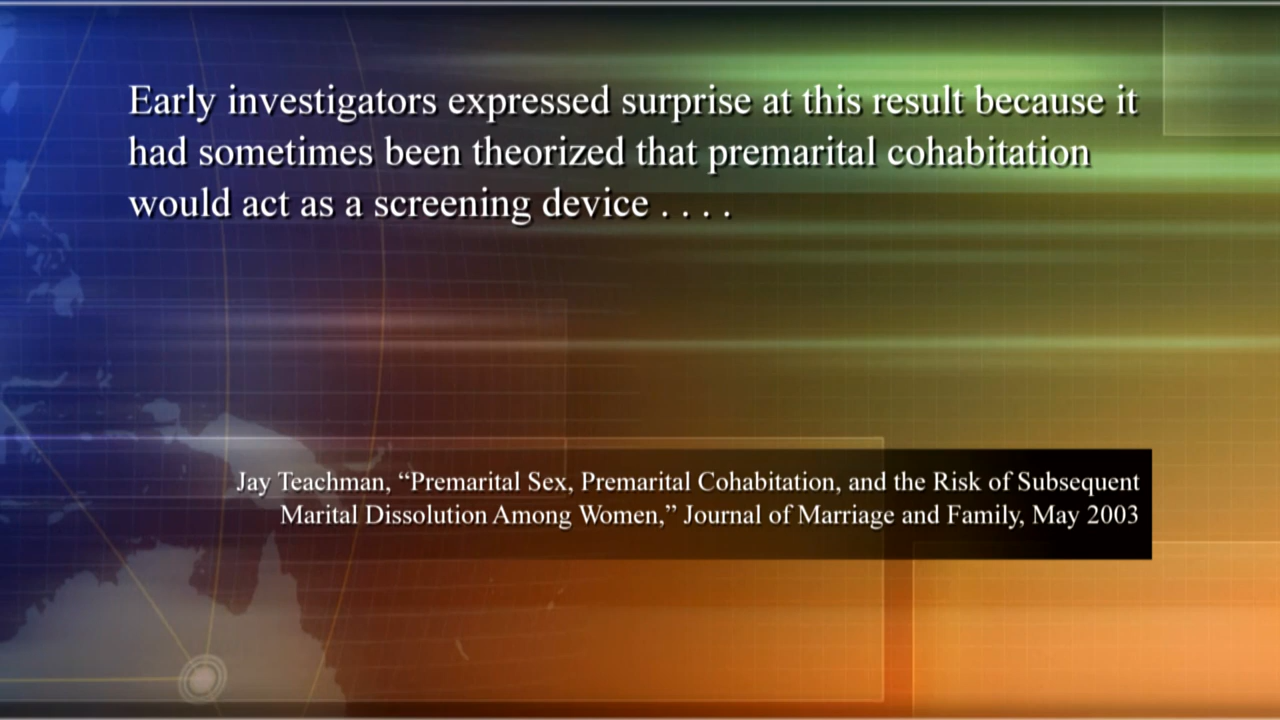 Early investigators expressed surprise at this result because it
had sometimes been theorized that premarital cohabitation
would act as a screening device . . . .
Jay Teachman, “Premarital Sex, Premarital Cohabitation, and the Risk of Subsequent
Marital Dissolution Among Women,” Journal of Marriage and Family, May 2003